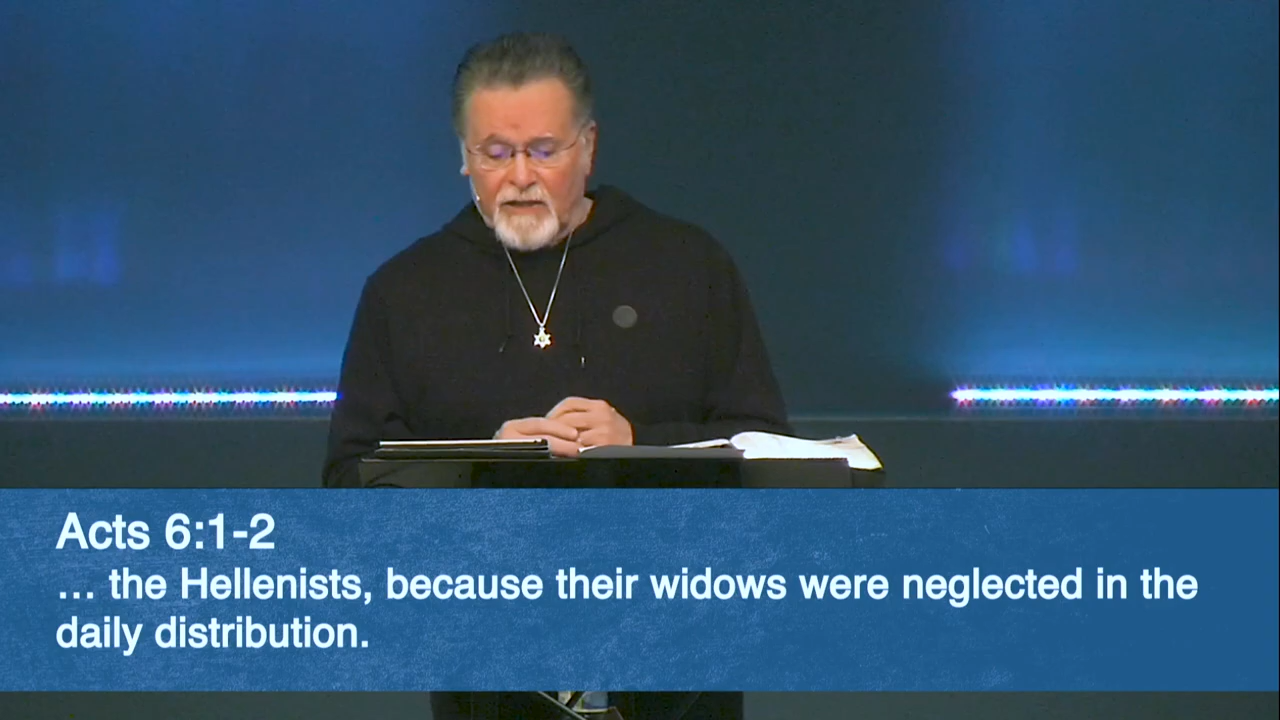 Acts 6:1-2
… the Hellenists, because their widows were neglected in the
daily distribution.